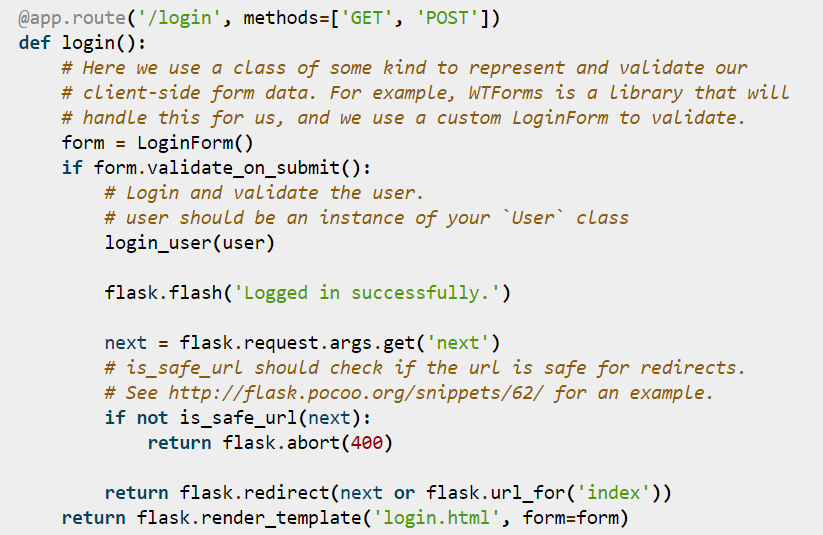 @app.route('/login', methods=['GET', 'POST'])
def login():
    # Here we use a class of some kind to represent and validate our
    # client-side form data. For example, WTForms is a library that will
    # handle this for us, and we use a custom LoginForm to validate.
    form = LoginForm()
    if form.validate_on_submit():
        # Login and validate the user.
        # user should be an instance of your `User` class
        login_user(user)

        flask.flash('Logged in successfully.')

        next = flask.request.args.get('next')
        # is_safe_url should check if the url is safe for redirects.
        # See http://flask.pocoo.org/snippets/62/ for an example.
        if not is_safe_url(next):
            return flask.abort(400)

        return flask.redirect(next or flask.url_for('index'))
    return flask.render_template('login.html', form=form)